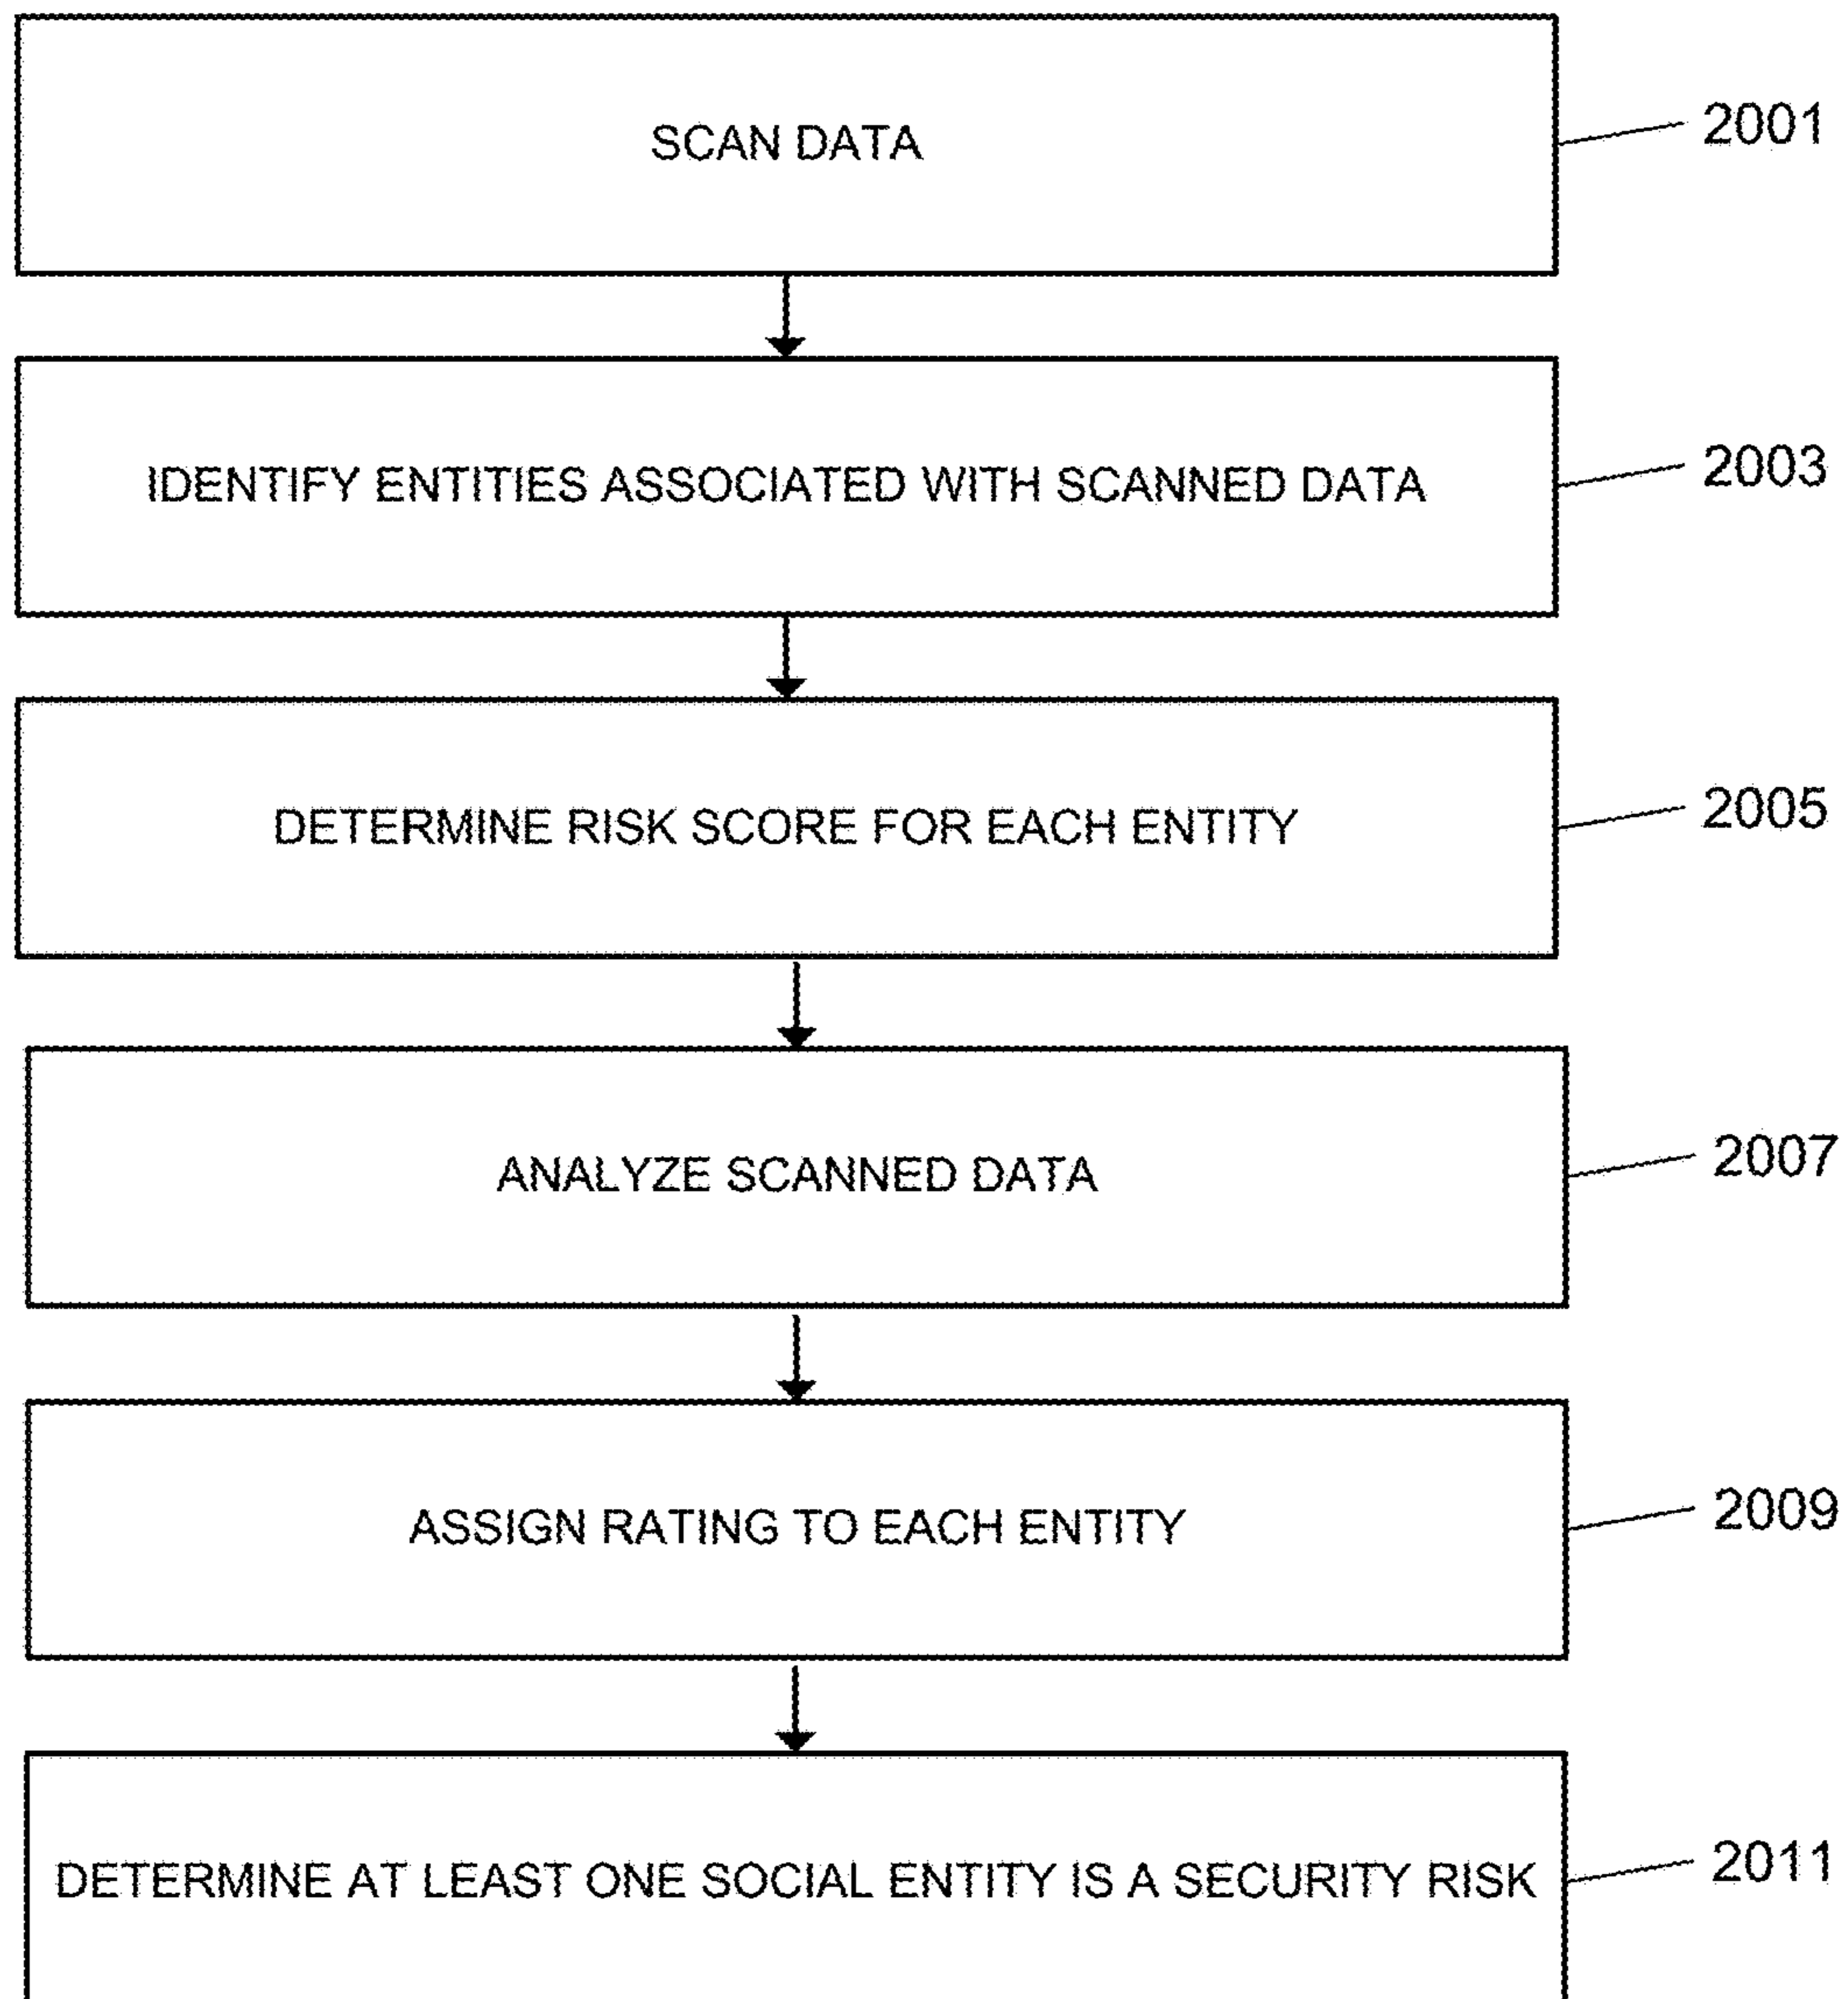 SCAN DATA
2001
IDENTIFY ENTITIES ASSOCIATED WITH SCANNED DATA
2003
DETERMINE RISK SCORE FOR EACH ENTITY
2005
ANALYZE SCANNED DATA
2007
ASSIGN RATING TO EACH ENTITY
2009
DETERMINE AT LEAST ONE SOCIAL ENTITY IS A SECURITY RISK
2011